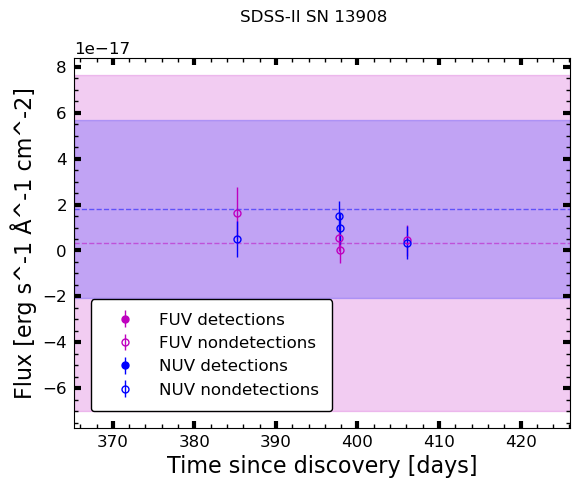 SDSS-II SN 13908
1e−17
8
6
4
2
0
−2
−4
−6
Flux [erg s^-1 Å^-1 cm^-2]
FUV detections
FUV nondetections
NUV detections
NUV nondetections
370 380 390 400 410 420
Time since discovery [days]